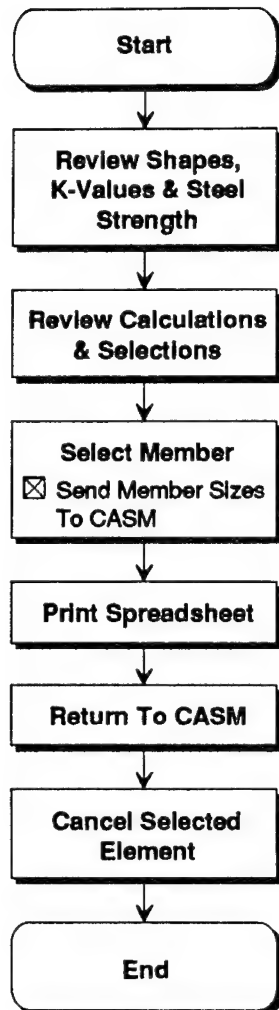 Start
Review Shapes,
K-Values & Steel
Strength
Review Calculations
& Selections
Select Member
Send Member Sizes
To CASM
Print Spreadsheet
Return To CASM
Cancel Selected
Element
End